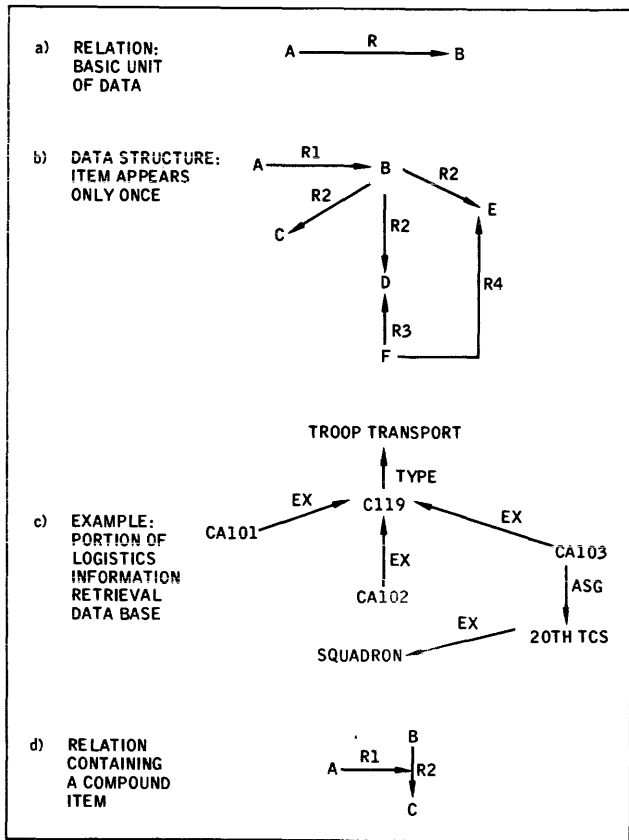 a) RELATION:
BASIC UNIT
OF DATA
A R B
b) DATA STRUCTURE:
ITEM APPEARS
ONLY ONCE
A R1 B R2
R2 E
C R2
D R4
R3
F
TROOP TRANSPORT
TYPE
EX C119
c) EXAMPLE:
PORTION OF
LOGISTICS
INFORMATION
RETRIEVAL
DATA BASE
CA101 EX
CA103
EX ASG
CA102
EX 20TH TCS
SQUADRON
d) RELATION
CONTAINING
A COMPOUND
ITEM
B
A R1 R2
C